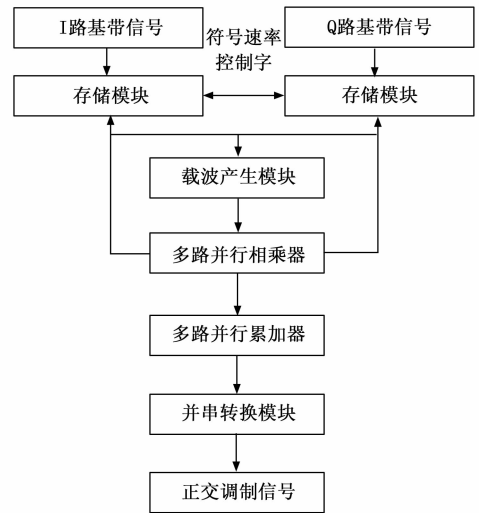 I路基带信号
符号速率
控制字
Q路基带信号
存储模块
存储模块
载波产生模块
多路并行相乘器
多路并行累加器
并串转换模块
正交调制信号